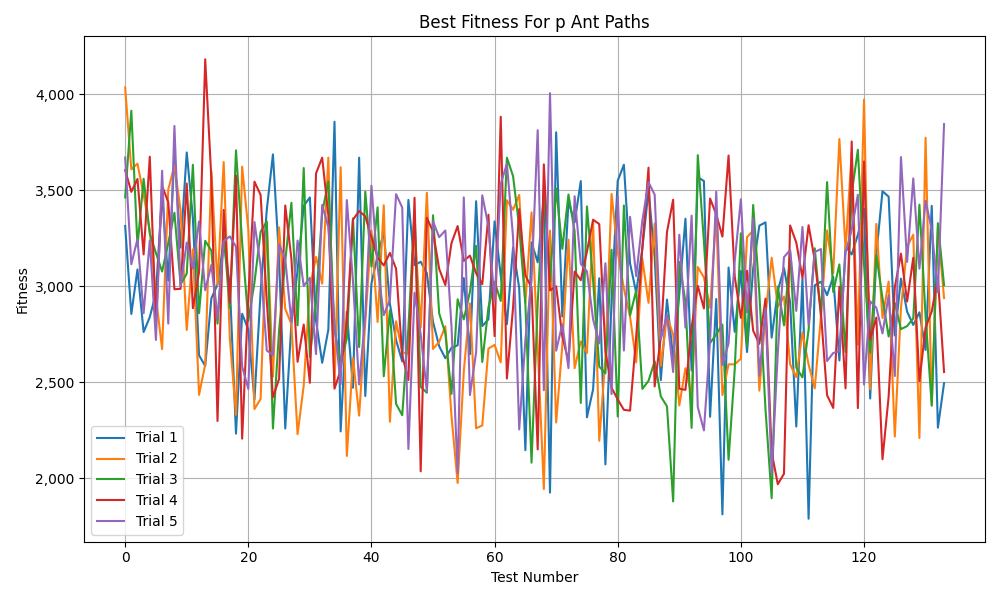 Best Fitness For p Ant Paths
Fitness
4,000
3,500
3,000
2,500
2,000
Trial 1
Trial 2
Trial 3
Trial 4
Trial 5
0 20 40 60 80 100 120
Test Number